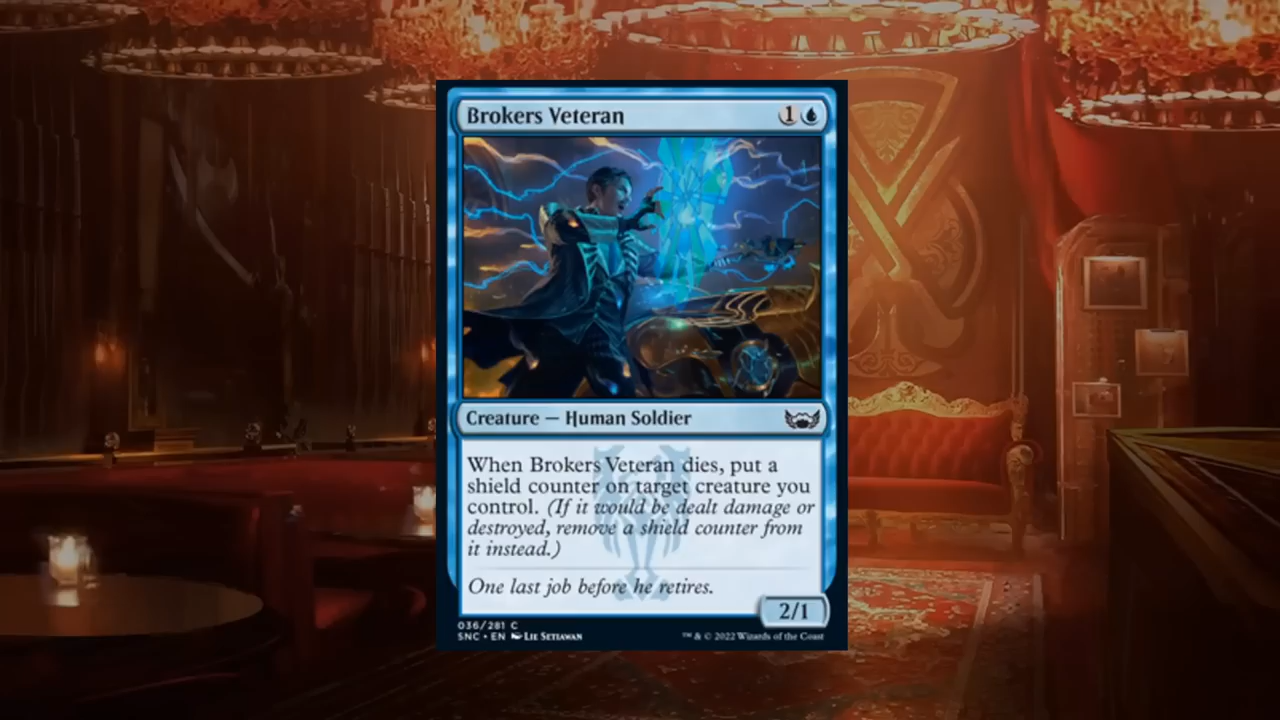 Brokers Veteran 1
Creature — Human Soldier
When Brokers Veteran dies, put a
shield counter on target creature you
control. (If it would be dealt damage or
destroyed, remove a shield counter from
it instead.)
One last job before he retires.
2/1
036/281 C
SNC • EN Lie Setiawan
™ & © 2022 Wizards of the Coast